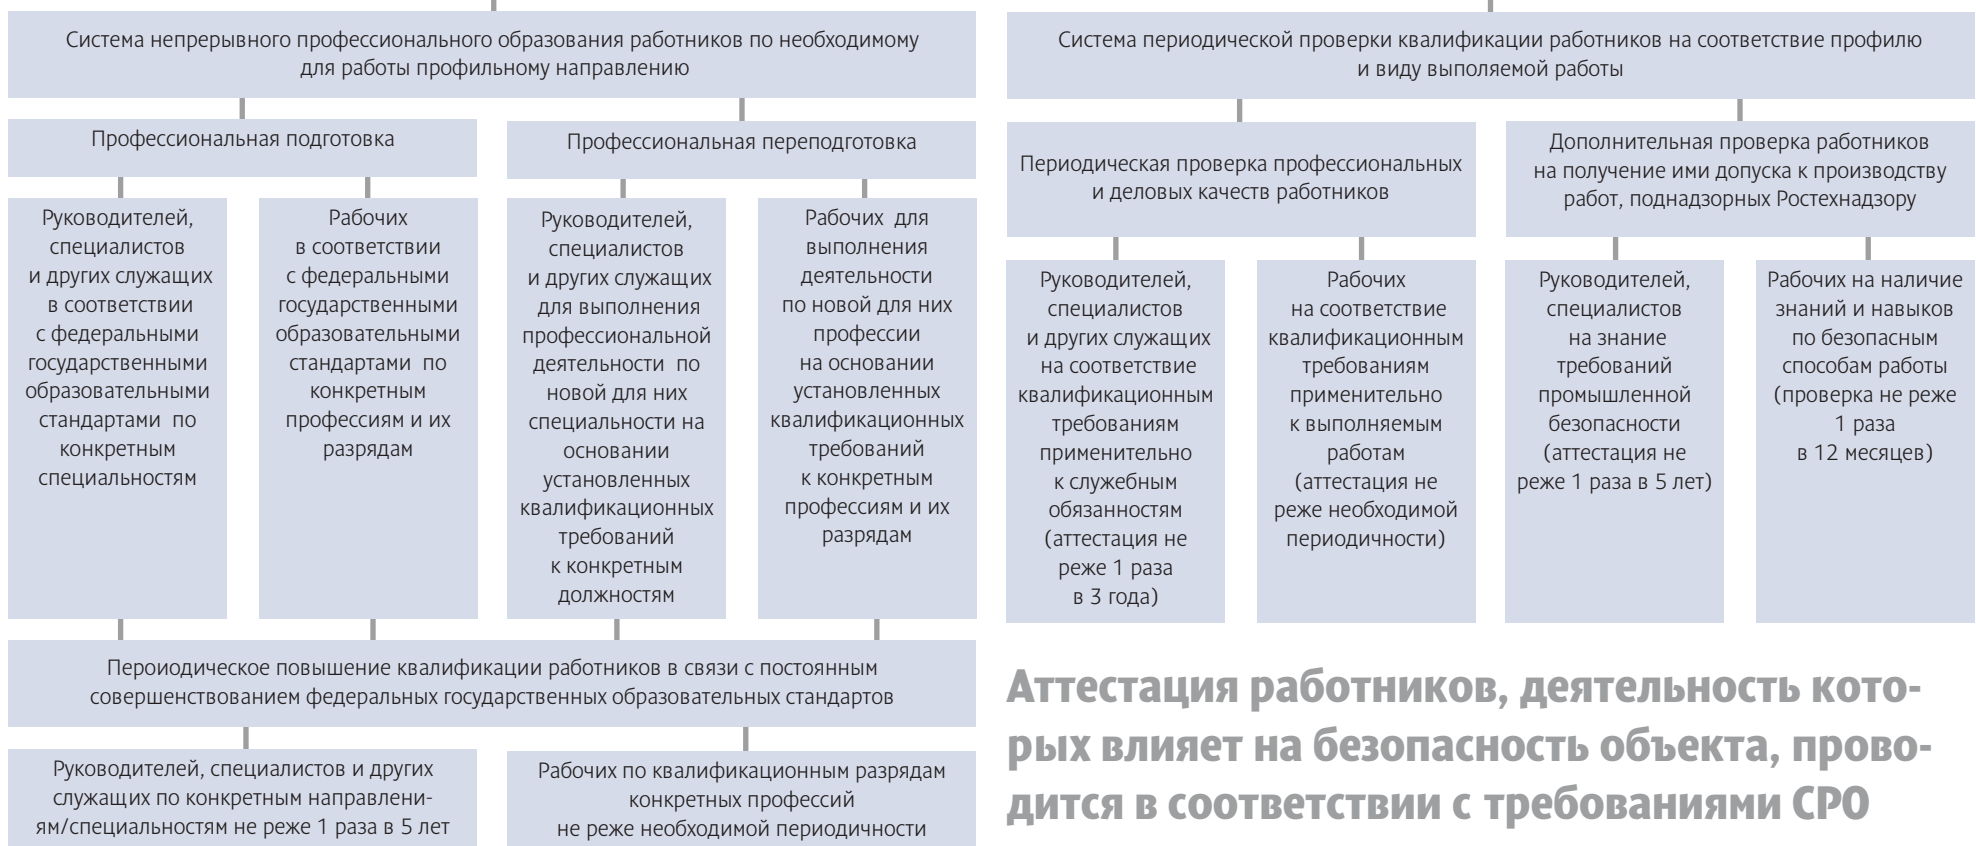 Система непрерывного профессионального образования работников по необходимому
для работы профильному направлению
Профессиональная подготовка
Профессиональная переподготовка
Руководителей,
специалистов
и других служащих
в соответствии
с федеральными
государственными
образовательными
стандартами по
конкретным
специальностям
Рабочих
в соответствии
с федеральными
государственными
образовательными
стандартами по
конкретным
профессиям и их
разрядам
Руководителей,
специалистов
и других служащих
для выполнения
профессиональной
деятельности по
новой для них
специальности на
основании
установленных
квалификационных
требований
к конкретным
должностям
Рабочих для
выполнения
деятельности
по новой для них
профессии
на основании
установленных
квалификационных
требований
к конкретным
профессиям и их
разрядам
Пероиодическое повышение квалификации работников в связи с постоянным
совершенствованием федеральных государственных образовательных стандартов
Руководителей, специалистов и других
служащих по конкретным направлени-
ям/специальностям не реже 1 раза в 5 лет
Рабочих по квалификационным разрядам
конкретных профессий
не реже необходимой периодичности
Система периодической проверки квалификации работников на соответствие профилю
и виду выполяемой работы
Периодическая проверка профессиональных
и деловых качеств работников
Дополнительная проверка работников
на получение ими допуска к производству
работ, поднадзорных Ростехнадзору
Руководителей,
специалистов
и других служащих
на соответствие
квалификационным
требованиям
применительно
к служебным
обязанностям
(аттестация не
реже 1 раза
в 3 года)
Рабочих
на соответствие
квалификационным
требованиям
применительно
к выполняемым
работам
(аттестация не
реже необходимой
периодичности)
Руководителей,
специалистов
на знание
требований
промышленной
безопасности
(аттестация не
реже 1 раза в 5 лет)
Рабочих на наличие
знаний и навыков
по безопасным
способам работы
(проверка не реже
1 раза
в 12 месяцев)
Аттестация работников, деятельность кото-
рых влияет на безопасность объекта, прово-
дится в соответствии с требованиями СРО